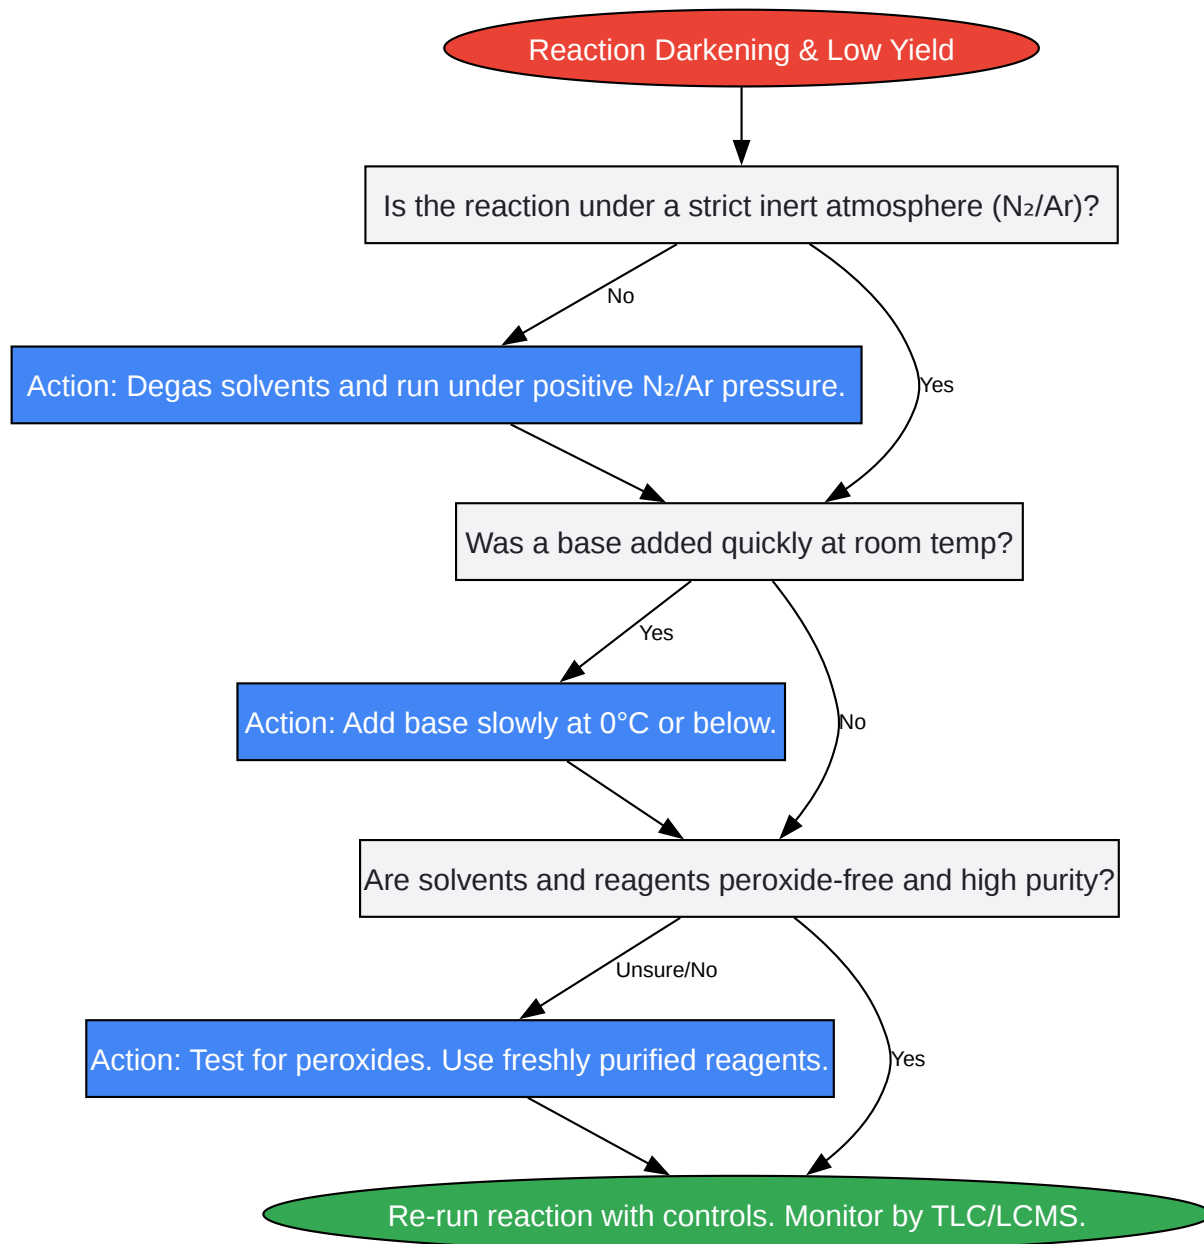 Reaction Darkening & Low Yield
Is the reaction under a strict inert atmosphere (N₂/Ar)?
No
Action: Degas solvents and run under positive N₂/Ar pressure.
Yes
Was a base added quickly at room temp?
Yes
Action: Add base slowly at 0°C or below.
No
Are solvents and reagents peroxide-free and high purity?
Unsure/No
Action: Test for peroxides. Use freshly purified reagents.
Yes
Re-run reaction with controls. Monitor by TLC/LCMS.